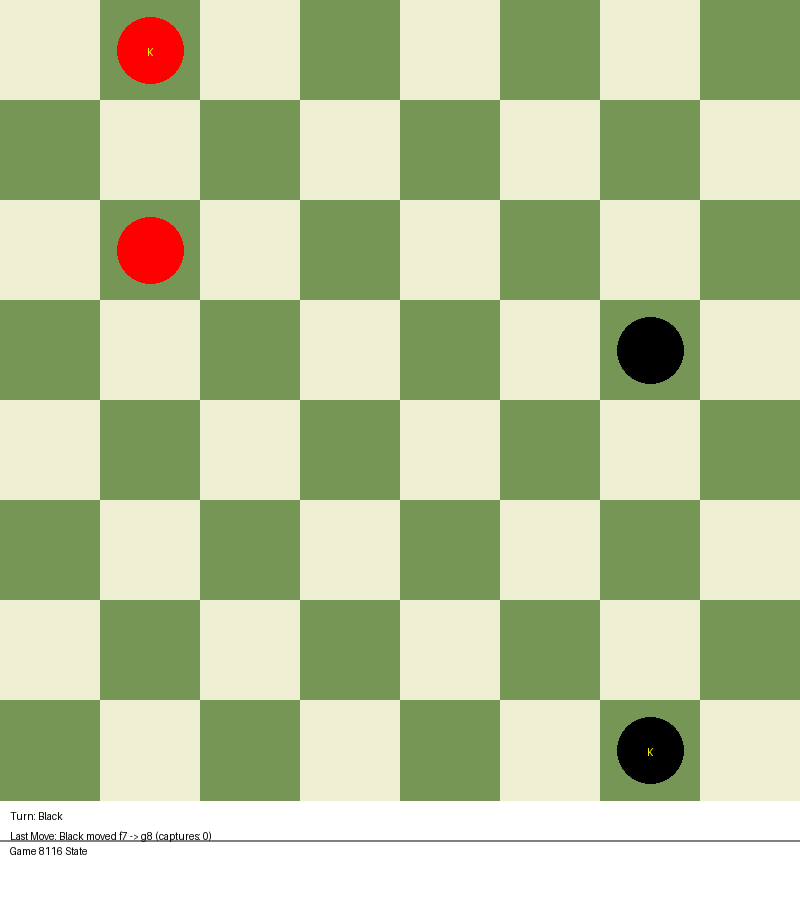 K
K
Turn: Black
Last Move: Black moved f7 -> g8 (captures: 0)
Game 8116 State